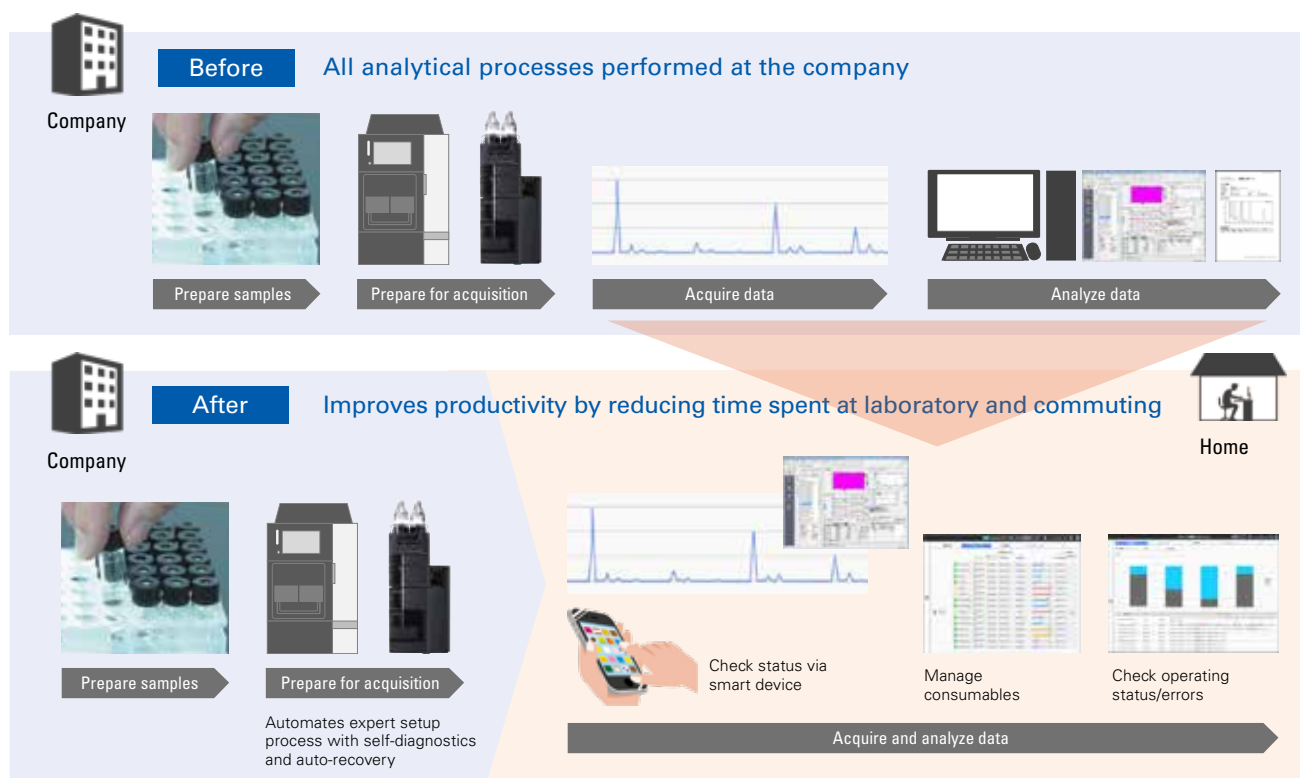 Before
All analytical processes performed at the company
Company
Prepare samples
Prepare for acquisition
Acquire data
Analyze data
After
Improves productivity by reducing time spent at laboratory and commuting
Company
Home
Prepare samples
Prepare for acquisition
Automates expert setup
process with self-diagnostics
and auto-recovery
Check status via
smart device
Manage
consumables
Check operating
status/errors
Acquire and analyze data